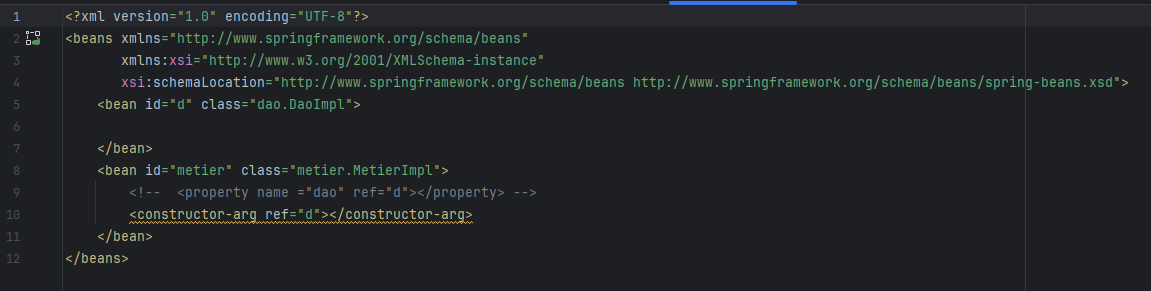 1 <?xml version="1.0" encoding="UTF-8"?>
2 <beans xmlns="http://www.springframework.org/schema/beans"
3 xmlns:xsi="http://www.w3.org/2001/XMLSchema-instance"
4 xsi:schemaLocation="http://www.springframework.org/schema/beans http://www.springframework.org/schema/beans/spring-beans.xsd">
5 <bean id="d" class="dao.DaoImpl">
6
7 </bean>
8 <bean id="metier" class="metier.MetierImpl">
9 <!--  <property name ="dao" ref="d"></property> -->
10 <constructor-arg ref="d"></constructor-arg>
11 </bean>
12 </beans>